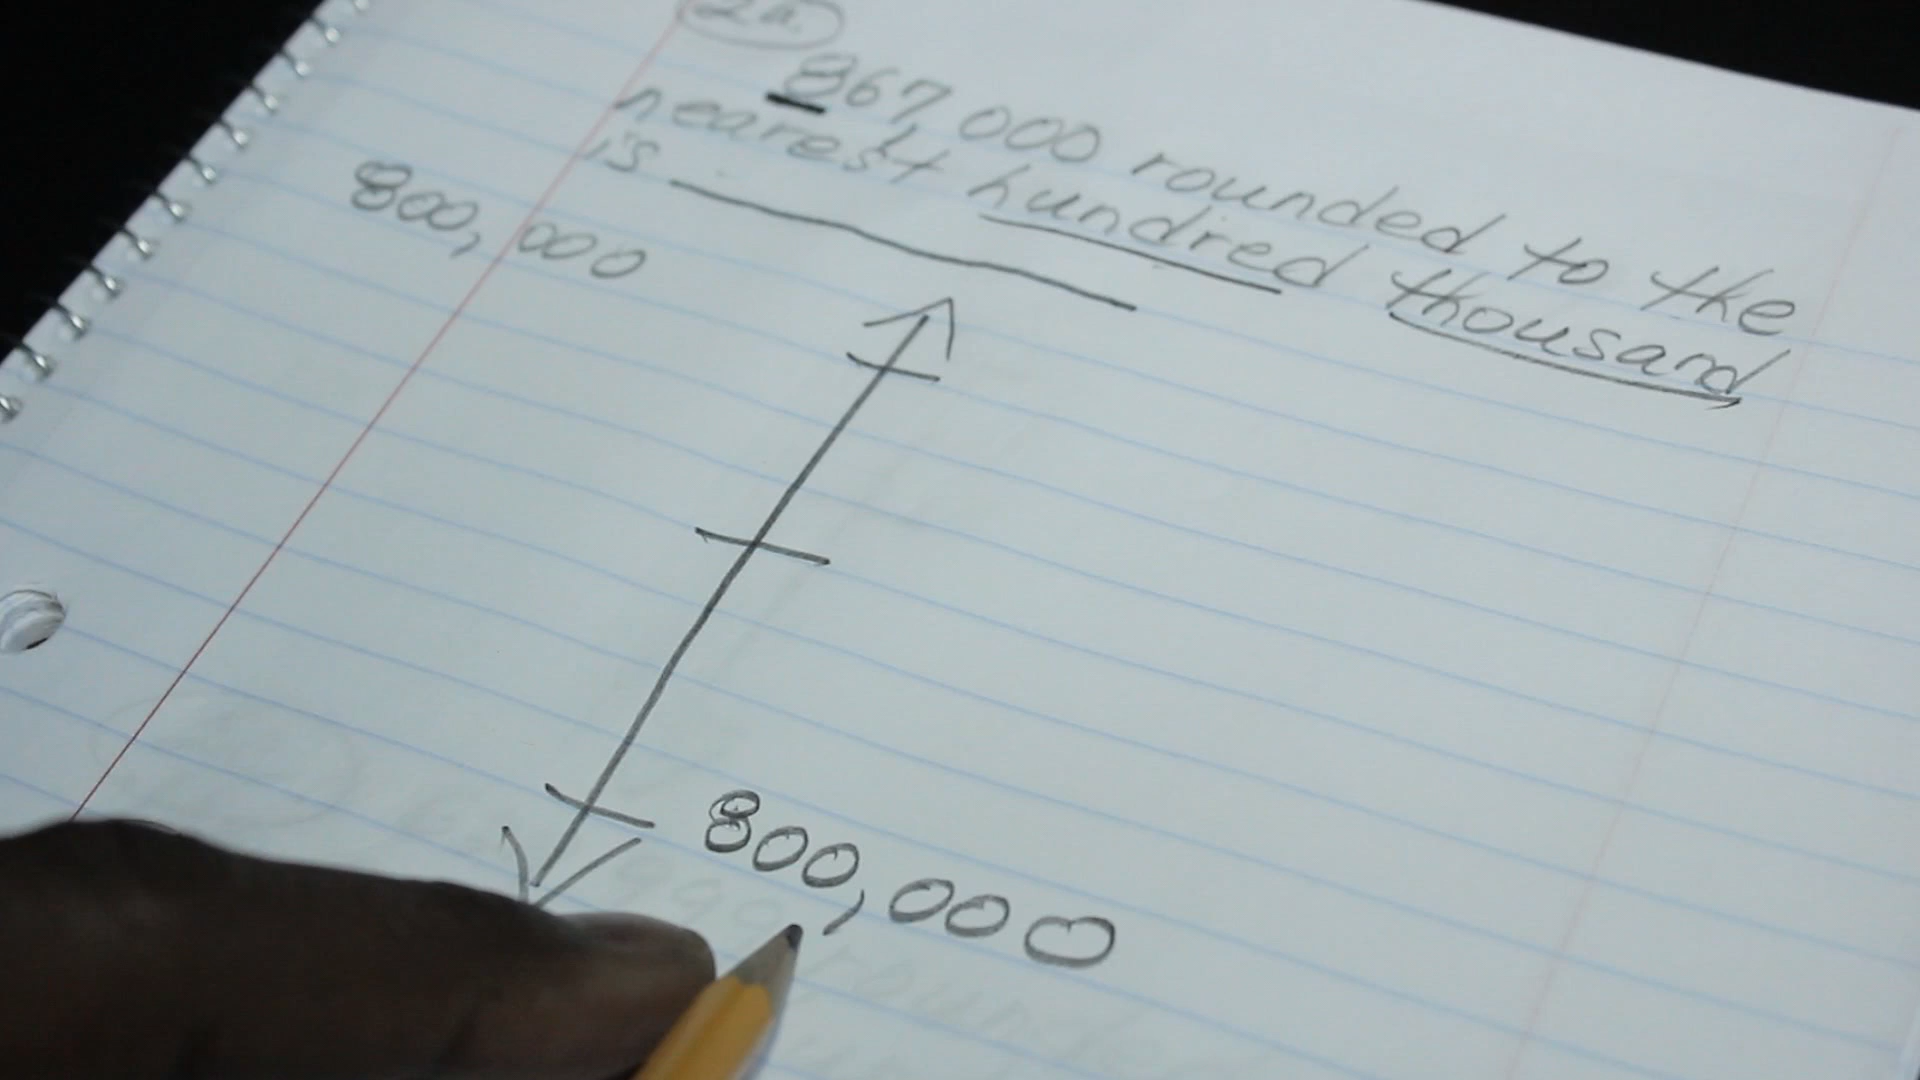 2a.
867,000 rounded to the
nearest hundred thousand
is
800,000
800,000